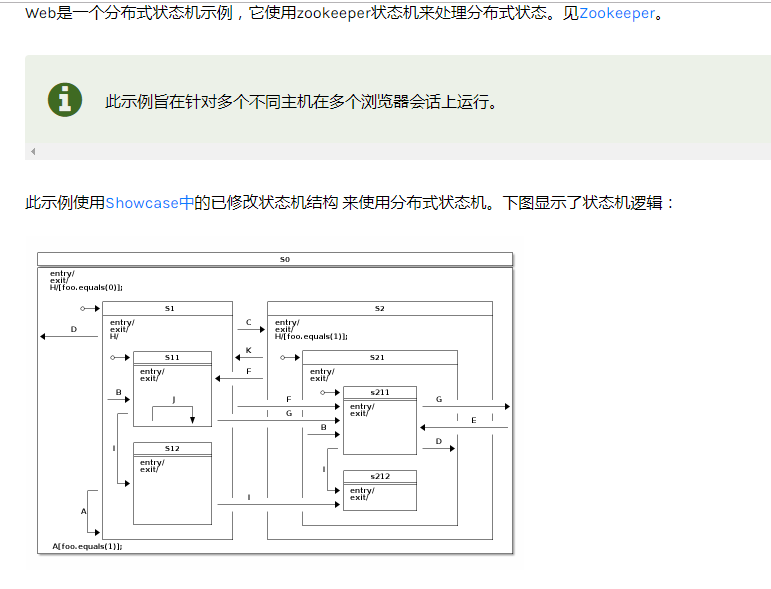 Web是一个分布式状态机示例，它使用zookeeper状态机来处理分布式状态。见Zookeeper。
此示例旨在针对多个不同主机在多个浏览器会话上运行。
此示例使用Showcase中的已修改状态机结构 来使用分布式状态机。下图显示了状态机逻辑：
S0
entry/
exit/
H/[foo.equals(0)];
S1
S2
entry/
exit/
H/
entry/
exit/
H/[foo.equals(1)];
D
C
K
F
S11
entry/
exit/
S21
entry/
exit/
B
J
s211
entry/
exit/
F
G
B
G
E
D
I
S12
entry/
exit/
I
s212
entry/
exit/
I
A
A[foo.equals(1)];